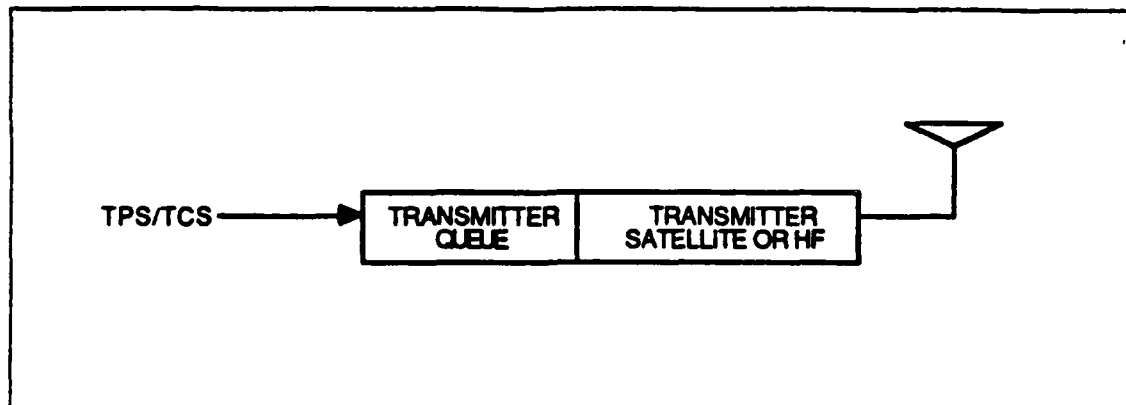 TPS/TCS
TRANSMITTER
QUEUE
TRANSMITTER
SATELLITE OR HF